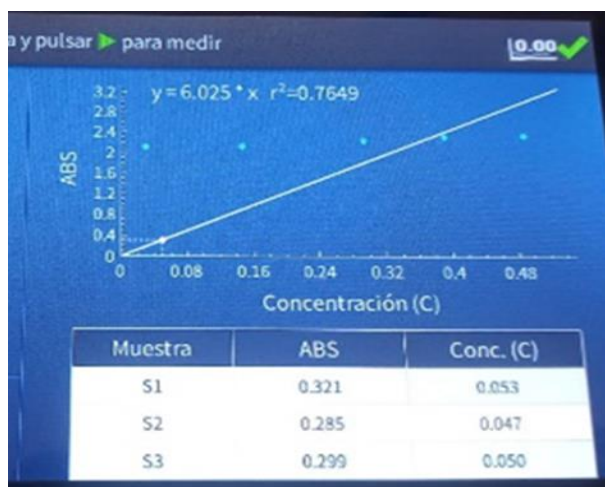 a y pulsar para medir
0.00
y=6.025*x r²=0.7649
3.2
2.8
2.4
2
1.6
1.2
0.8
0.4
0
ABS
0 0.08 0.16 0.24 0.32 0.4 0.48
Concentración (C)
Muestra ABS Conc. (C)
S1 0.321 0.053
S2 0.285 0.047
S3 0.299 0.050